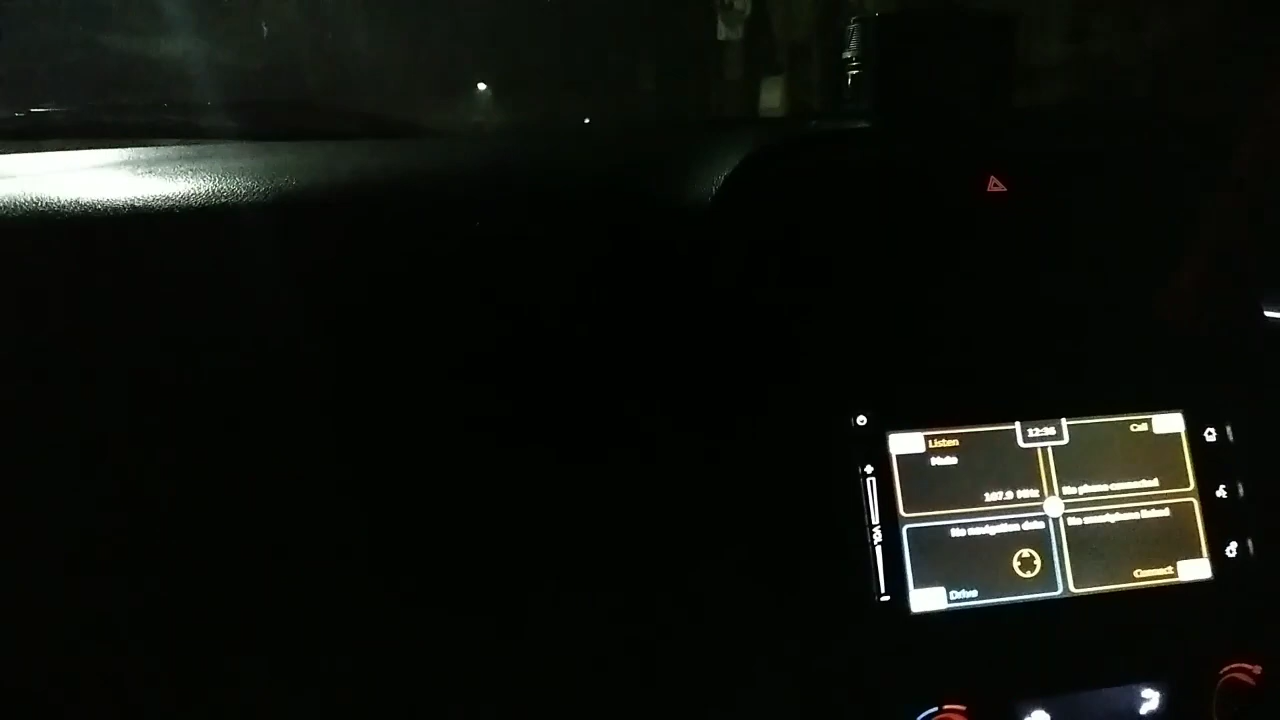 Listen
12:36
Call
Mute
107.9 MHz
No phone connected
No navigation data
No smartphone linked
Drive
Connect
VOL